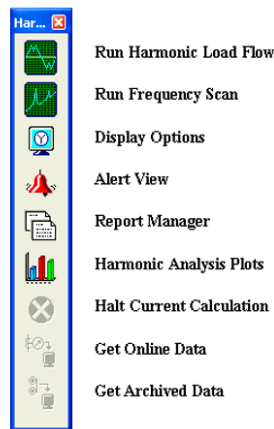 Har...
Run Harmonic Load Flow
Run Frequency Scan
Display Options
Alert View
Report Manager
Harmonic Analysis Plots
Halt Current Calculation
Get Online Data
Get Archived Data